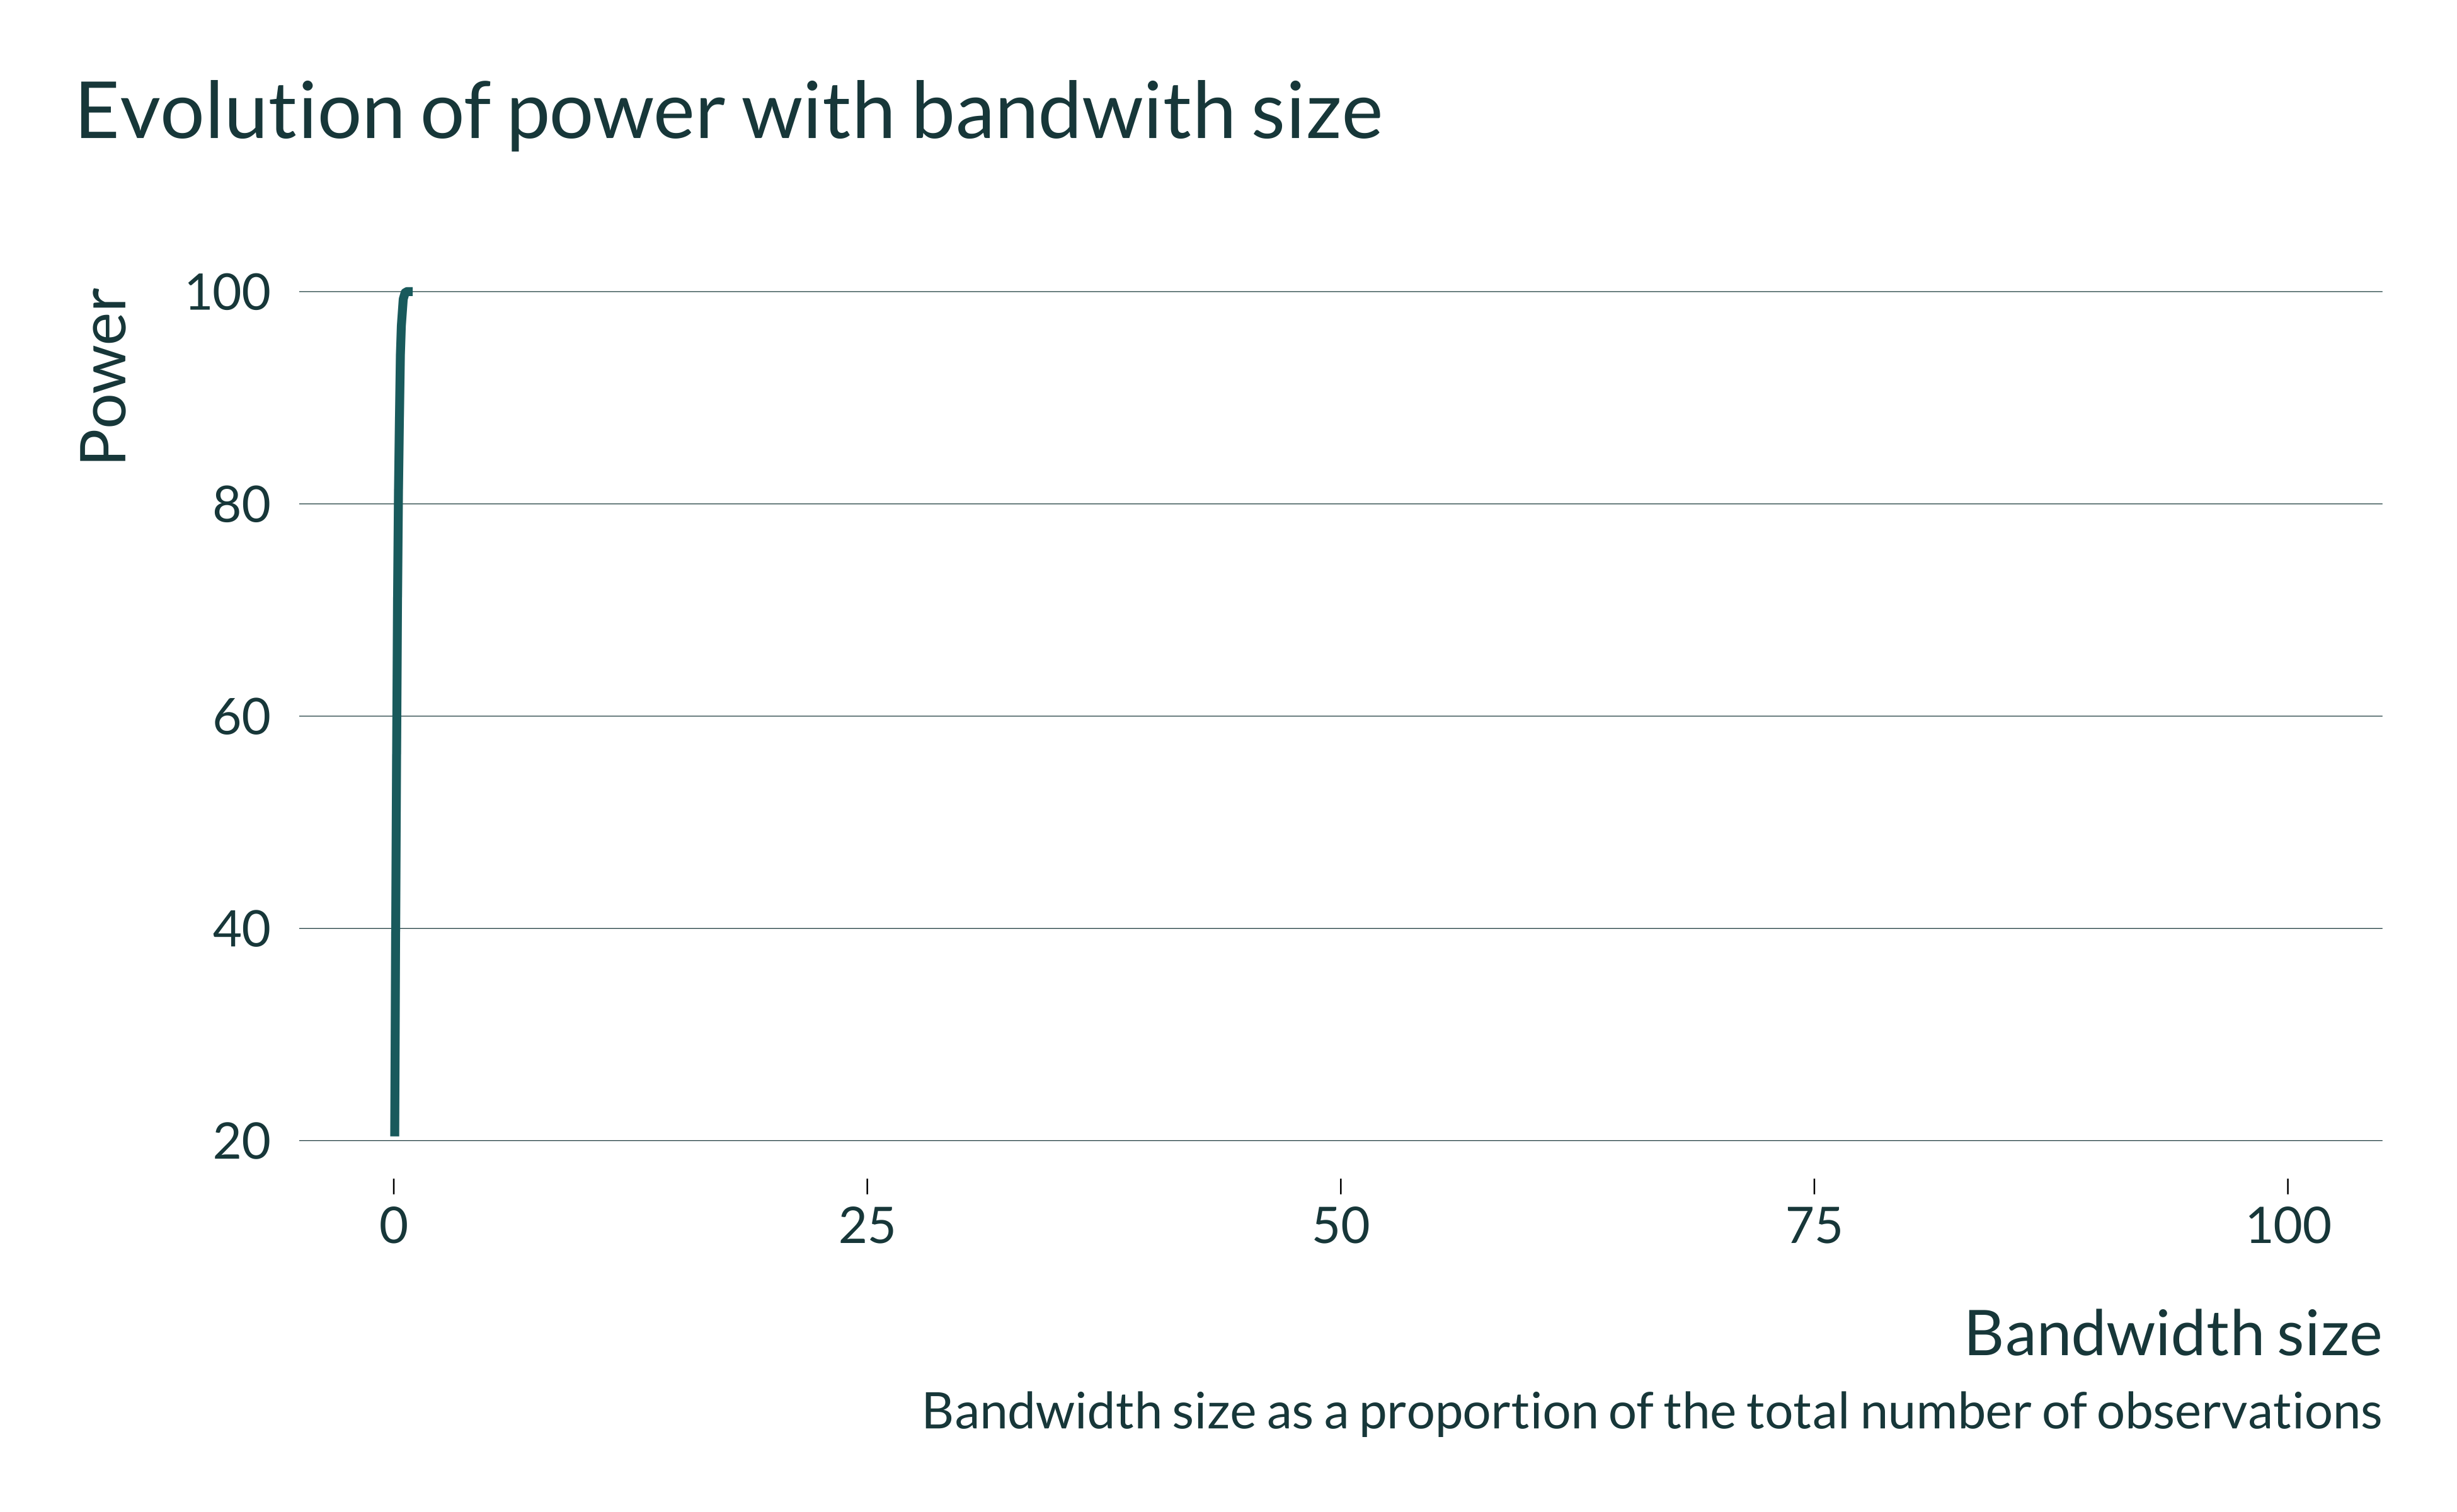 Evolution of power with bandwith size
Power
100
80
60
40
20
0 25 50 75 100
Bandwidth size
Bandwidth size as a proportion of the total number of observations